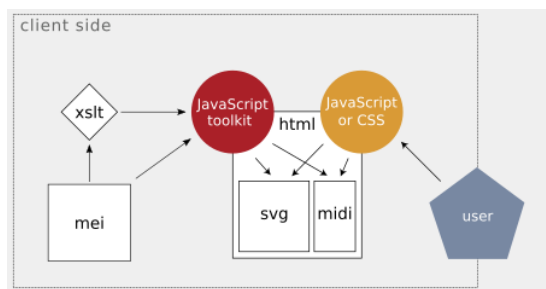 client side
xslt
JavaScript
toolkit
html
JavaScript
or CSS
mei
svg
midi
user